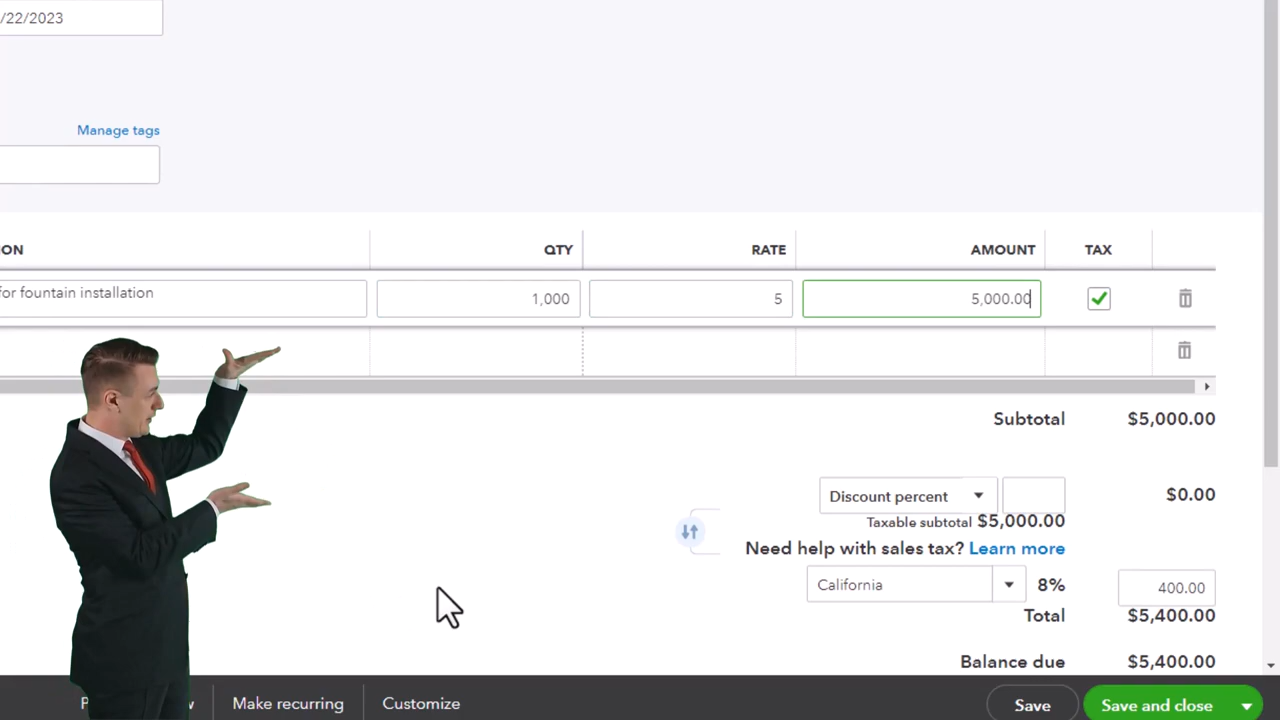 /22/2023
Manage tags
ION QTY RATE AMOUNT TAX
for fountain installation 1,000 5 5,000.00
Subtotal $5,000.00
Discount percent $0.00
Taxable subtotal $5,000.00
Need help with sales tax? Learn more
California 8% 400.00
Total $5,400.00
Balance due $5,400.00
Make recurring Customize Save Save and close